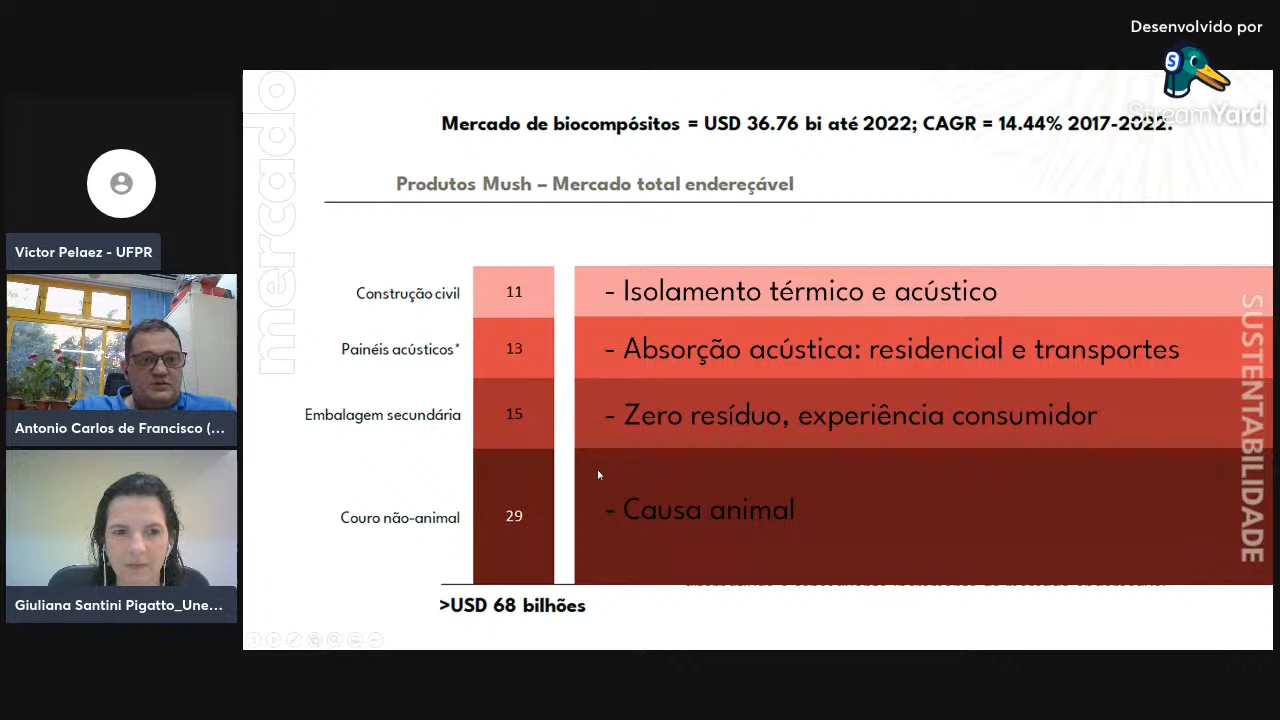 Desenvolvido por
StreamYard
mercado
Mercado de biocompósitos = USD 36.76 bi até 2022; CAGR = 14.44% 2017-2022.
Produtos Mush – Mercado total endereçável
Victor Pelaez - UFPR
Construção civil 11 - Isolamento térmico e acústico
Painéis acústicos* 13 - Absorção acústica: residencial e transportes
Embalagem secundária 15 - Zero resíduo, experiência consumidor
Couro não-animal 29 - Causa animal
SUSTENTABILIDADE
>USD 68 bilhões
Antonio Carlos de Francisco (...
Giuliana Santini Pigatto_Une...